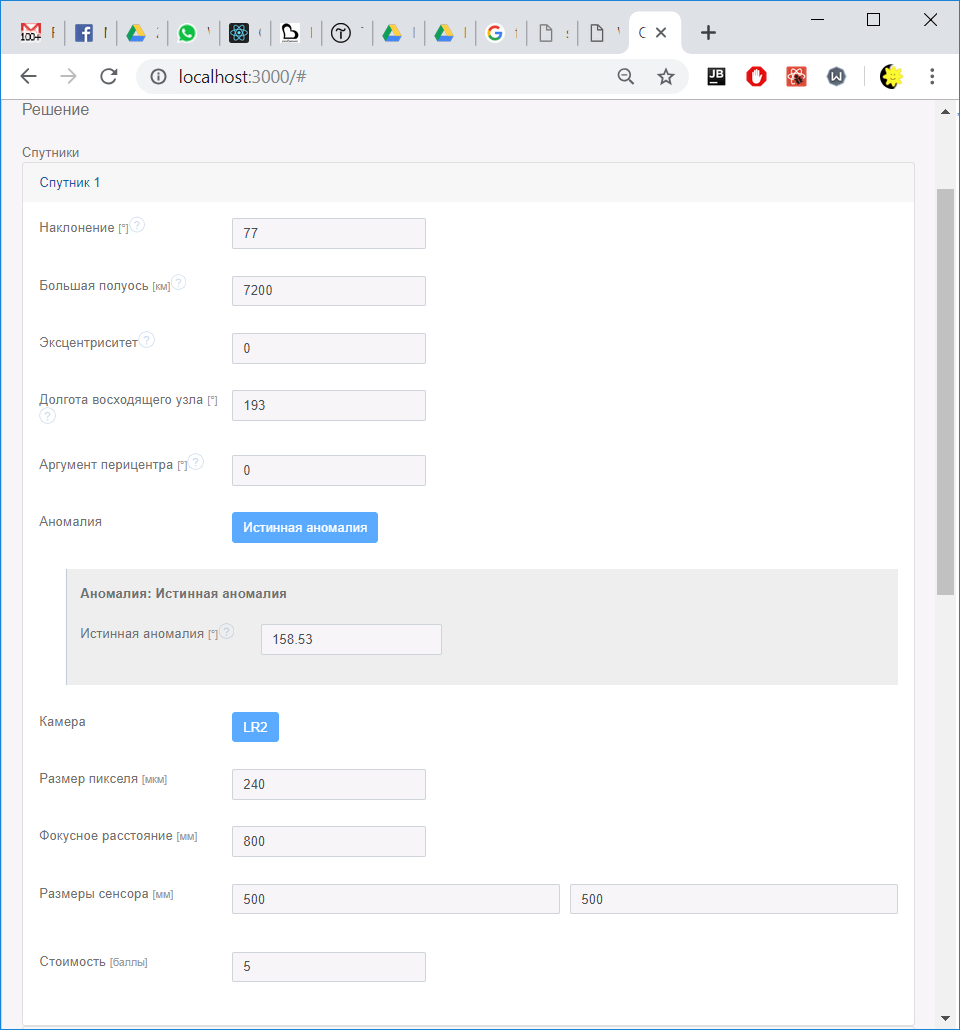 100+
localhost:3000/#
JB
Решение
Спутники
Спутник 1
Наклонение [°] ?
77
Большая полуось [км] ?
7200
Эксцентриситет ?
0
Долгота восходящего узла [°]
?
193
Аргумент перицентра [°] ?
0
Аномалия
Истинная аномалия
Аномалия: Истинная аномалия
Истинная аномалия [°] ?
158.53
Камера
LR2
Размер пикселя [мкм]
240
Фокусное расстояние [мм]
800
Размеры сенсора [мм]
500 500
Стоимость [баллы]
5